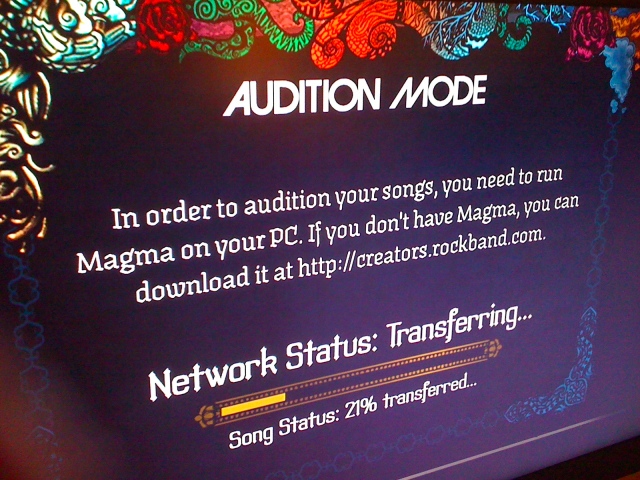 AUDITION MODE
In order to audition your songs, you need to run
Magma on your PC. If you don't have Magma, you can
download it at http://creators.rockband.com.
Network Status: Transferring...
Song Status: 21% transferred...